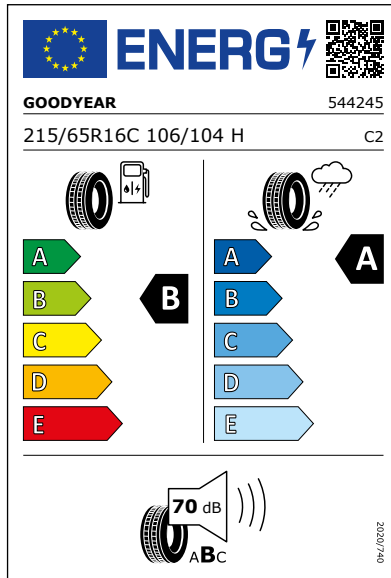 ENERG
GOODYEAR 544245
215/65R16C 106/104 H C2
A
B
C
D
E
B
A
B
C
D
E
A
70 dB
ABC
2020/740